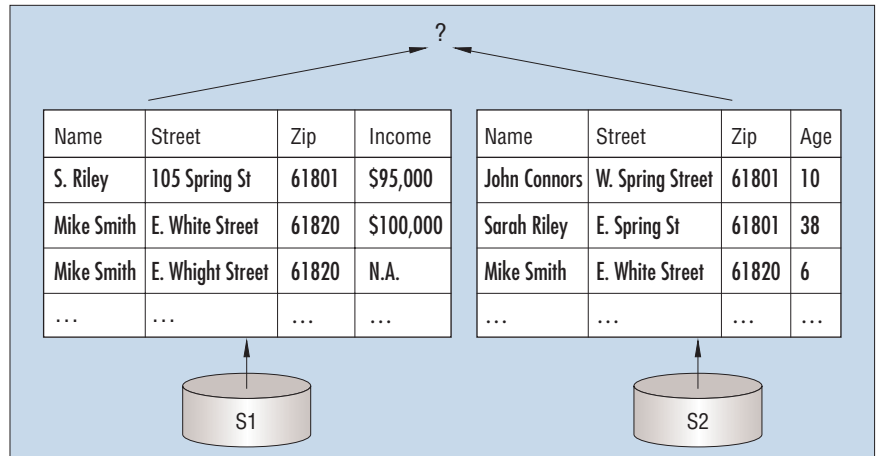 ?
Name Street Zip Income
S. Riley 105 Spring St 61801 $95,000
Mike Smith E. White Street 61820 $100,000
Mike Smith E. Whight Street 61820 N.A.
… … … …
Name Street Zip Age
John Connors W. Spring Street 61801 10
Sarah Riley E. Spring St 61801 38
Mike Smith E. White Street 61820 6
… … … …
S1
S2